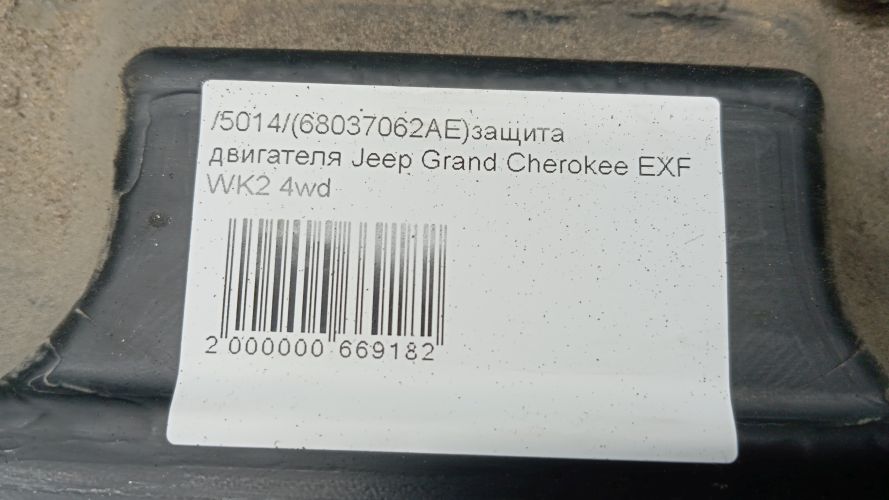 /5014/(68037062AE)защита
двигателя Jeep Grand Cherokee EXF
WK2 4wd
2 000000 669182